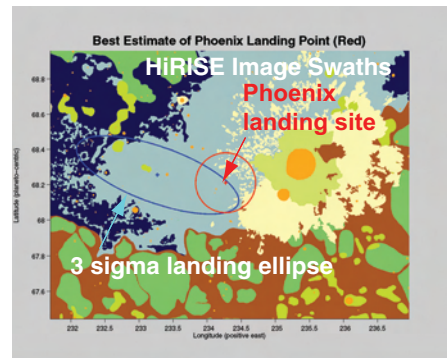 Best Estimate of Phoenix Landing Point (Red)
HiRISE Image Swaths
Phoenix
landing site
3 sigma landing ellipse
Latitude (planeto-centric)
68.8
68.6
68.4
68.2
68
67.8
67.6
232
232.5
233
233.5
234
234.5
235
235.5
236
236.5
Longitude (positive east)